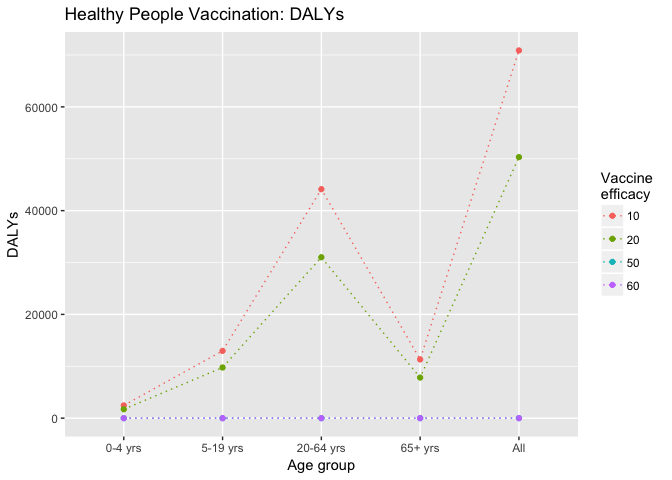 Healthy People Vaccination: DALYs
DALYs
60000
40000
20000
0
0-4 yrs
5-19 yrs
20-64 yrs
65+ yrs
All
Age group
Vaccine
efficacy
10
20
50
60